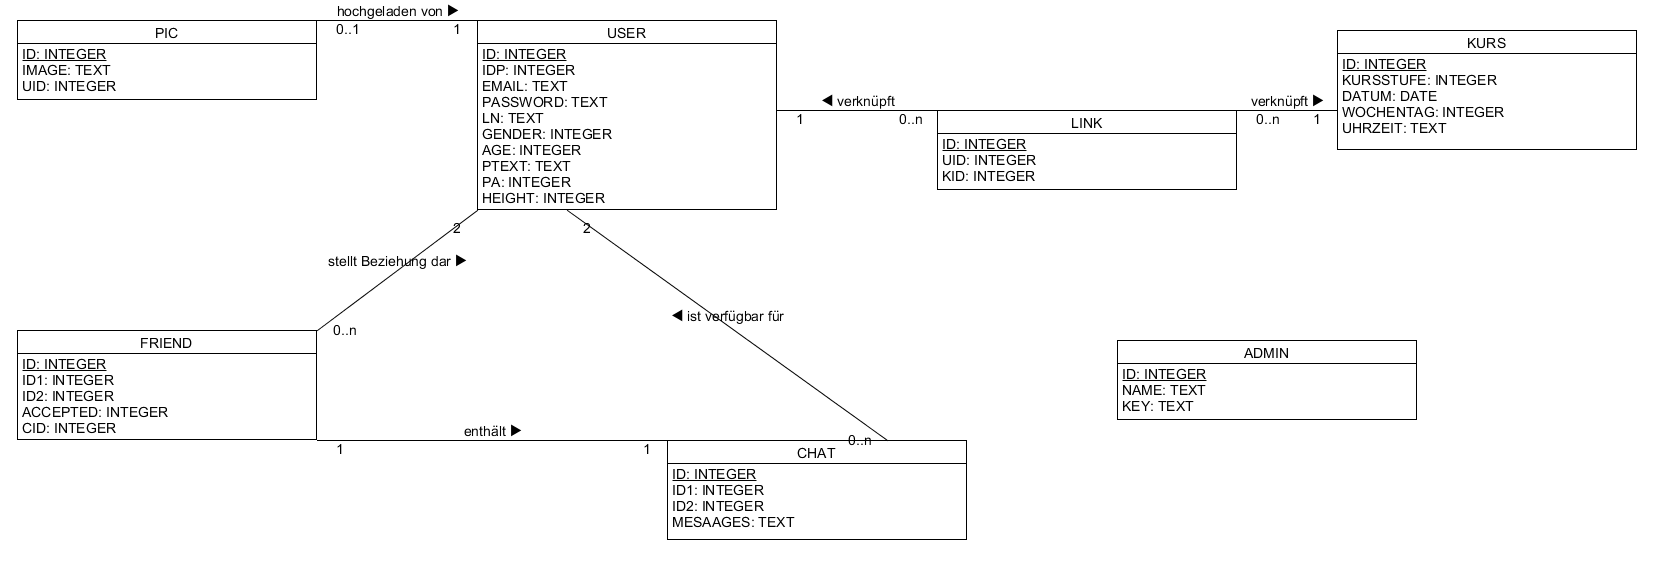 hochgeladen von ▶
0..1
1
PIC
ID: INTEGER
IMAGE: TEXT
UID: INTEGER
USER
ID: INTEGER
IDP: INTEGER
EMAIL: TEXT
PASSWORD: TEXT
LN: TEXT
GENDER: INTEGER
AGE: INTEGER
PTEXT: TEXT
PA: INTEGER
HEIGHT: INTEGER
◀ verknüpft
1
0..n
LINK
ID: INTEGER
UID: INTEGER
KID: INTEGER
verknüpft ▶
0..n
1
KURS
ID: INTEGER
KURSSTUFE: INTEGER
DATUM: DATE
WOCHENTAG: INTEGER
UHRZEIT: TEXT
2
stellt Beziehung dar ▶
0..n
2
◀ ist verfügbar für
0..n
FRIEND
ID: INTEGER
ID1: INTEGER
ID2: INTEGER
ACCEPTED: INTEGER
CID: INTEGER
enthält ▶
1
1
CHAT
ID: INTEGER
ID1: INTEGER
ID2: INTEGER
MESAAGES: TEXT
ADMIN
ID: INTEGER
NAME: TEXT
KEY: TEXT